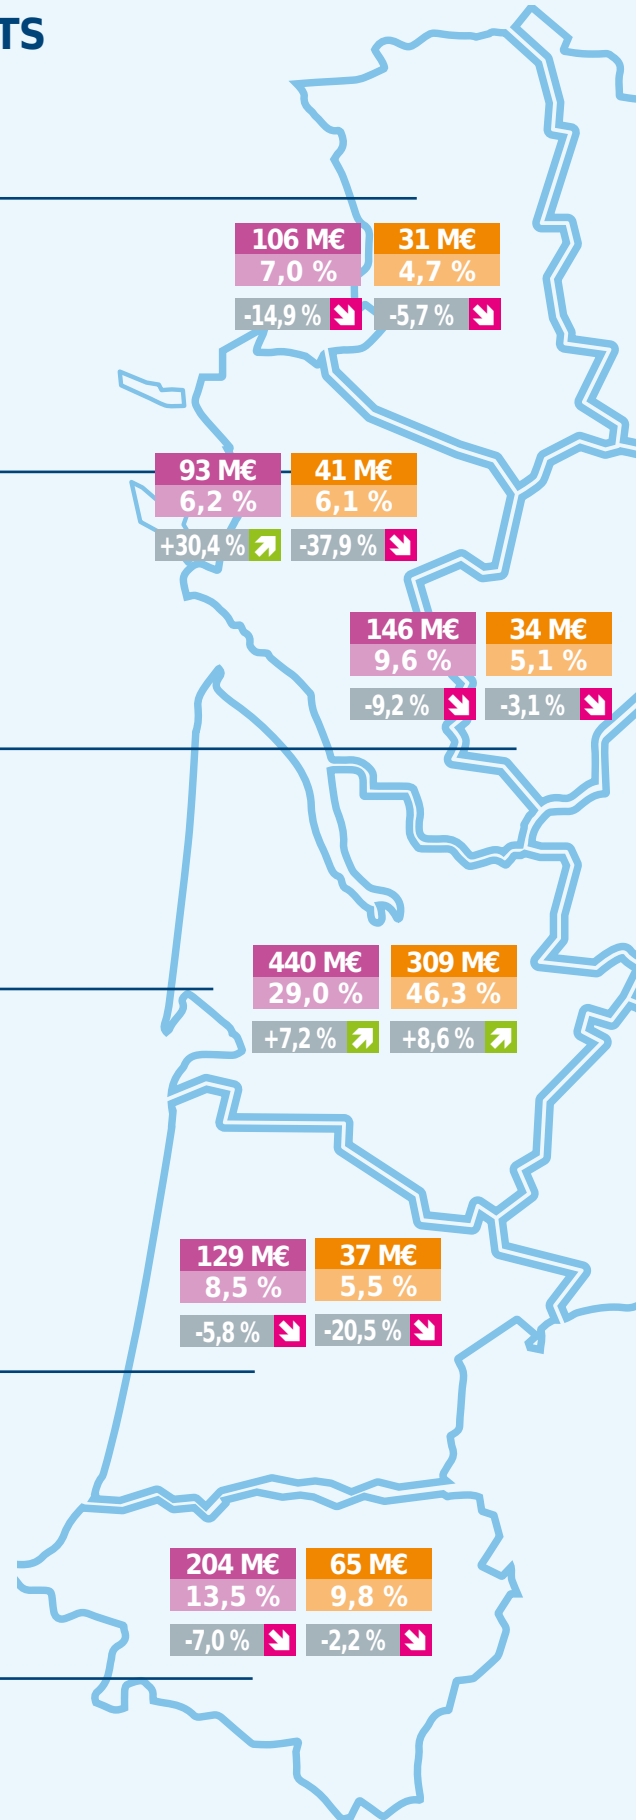 TS
106 M€ 31 M€
7,0 % 4,7 %
-14,9 % -5,7 %
93 M€ 41 M€
6,2 % 6,1 %
+30,4 % -37,9 %
146 M€ 34 M€
9,6 % 5,1 %
-9,2 % -3,1 %
440 M€ 309 M€
29,0 % 46,3 %
+7,2 % +8,6 %
129 M€ 37 M€
8,5 % 5,5 %
-5,8 % -20,5 %
204 M€ 65 M€
13,5 % 9,8 %
-7,0 % -2,2 %